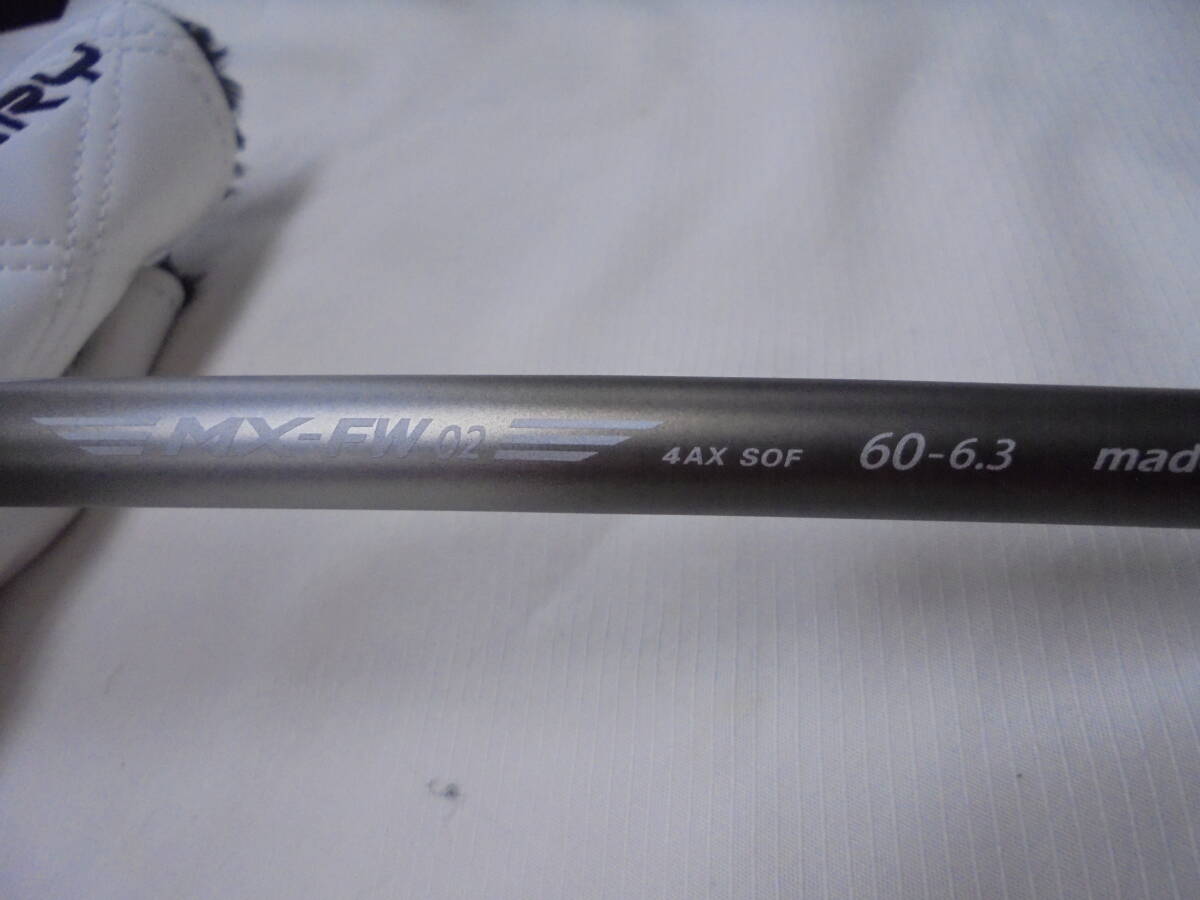 MX-FW 02 4AX SOF 60-6.3 mad